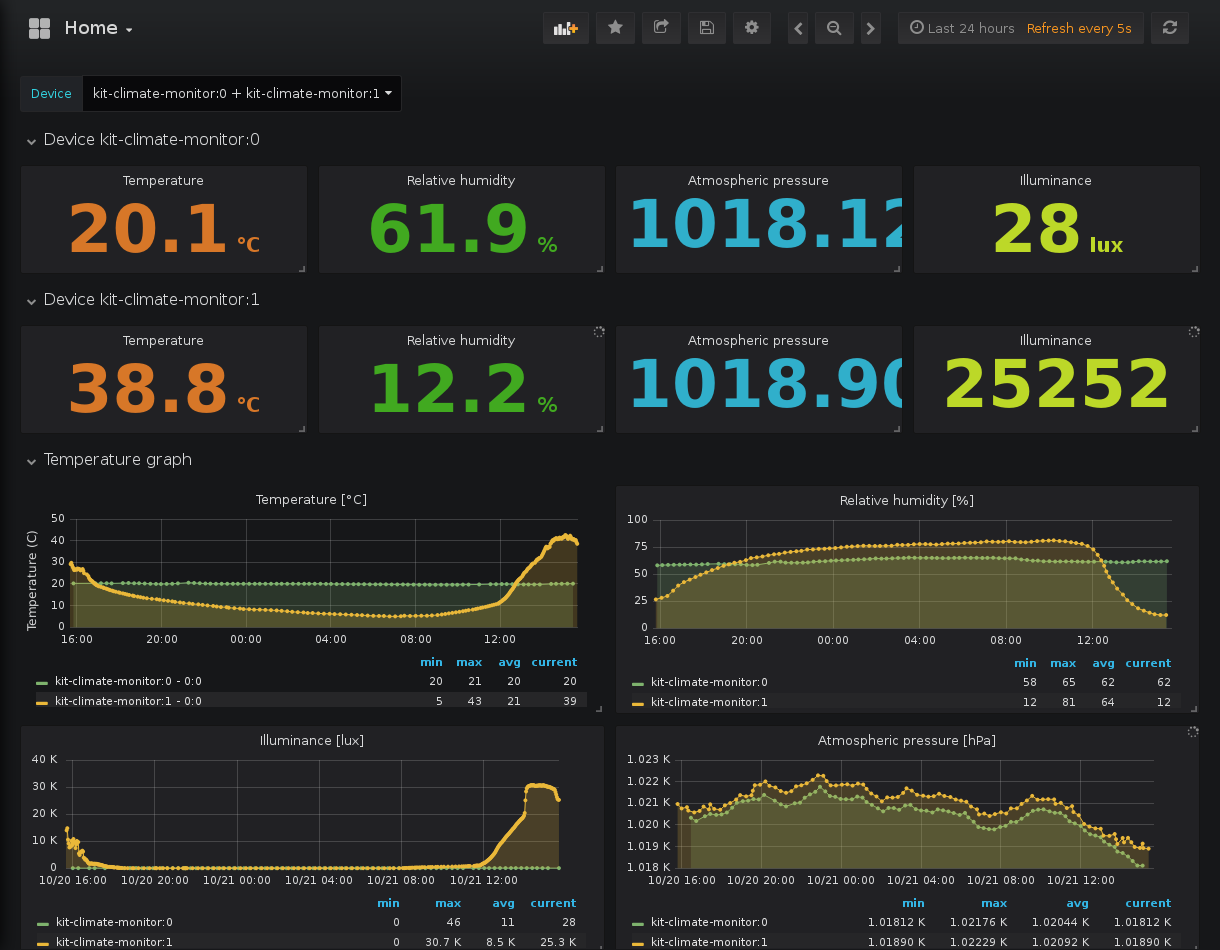 Home
Last 24 hours Refresh every 5s
Device kit-climate-monitor:0 + kit-climate-monitor:1
Device kit-climate-monitor:0
Temperature Relative humidity Atmospheric pressure Illuminance
20.1 °C 61.9 % 1018.12 28 lux
Device kit-climate-monitor:1
Temperature Relative humidity Atmospheric pressure Illuminance
38.8 °C 12.2 % 1018.90 25252
Temperature graph
Temperature [°C]
Temperature (C)
50
40
30
20
10
0
16:00 20:00 00:00 04:00 08:00 12:00
min max avg current
kit-climate-monitor:0 - 0:0 20 21 20 20
kit-climate-monitor:1 - 0:0 5 43 21 39
Relative humidity [%]
100
75
50
25
0
16:00 20:00 00:00 04:00 08:00 12:00
min max avg current
kit-climate-monitor:0 58 65 62 62
kit-climate-monitor:1 12 81 64 12
Illuminance [lux]
40 K
30 K
20 K
10 K
0
10/20 16:00 10/20 20:00 10/21 00:00 10/21 04:00 10/21 08:00 10/21 12:00
min max avg current
kit-climate-monitor:0 0 46 11 28
kit-climate-monitor:1 0 30.7 K 8.5 K 25.3 K
Atmospheric pressure [hPa]
1.023 K
1.022 K
1.021 K
1.020 K
1.019 K
1.018 K
10/20 16:00 10/20 20:00 10/21 00:00 10/21 04:00 10/21 08:00 10/21 12:00
min max avg current
kit-climate-monitor:0 1.01812 K 1.02176 K 1.02044 K 1.01812 K
kit-climate-monitor:1 1.01890 K 1.02229 K 1.02092 K 1.01890 K